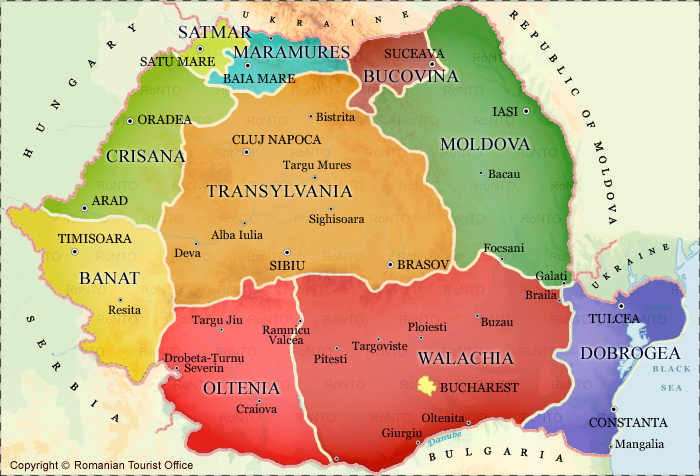 UKRAINE
HUNGARY
REPUBLIC OF MOLDOVA
SATMAR
SATU MARE
MARAMURES
BAIA MARE
SUCEAVA
BUCOVINA
ORADEA
CRISANA
ARAD
Bistrita
CLUJ NAPOCA
Targu Mures
TRANSYLVANIA
Sighisoara
Alba Iulia
Deva
SIBIU
BRASOV
IASI
MOLDOVA
Bacau
Focsani
Galati
Braila
UKRAINE
TIMISOARA
BANAT
Resita
SERBIA
Targu Jiu
Ramnicu
Valcea
Drobeta-Turnu
Severin
OLTENIA
Craiova
Pitesti
Targoviste
Ploiesti
Buzau
WALACHIA
BUCHAREST
Oltenita
Giurgiu
Danube
BULGARIA
TULCEA
DOBROGEA
BLACK
SEA
CONSTANTA
Mangalia
RoNTO
Copyright © Romanian Tourist Office